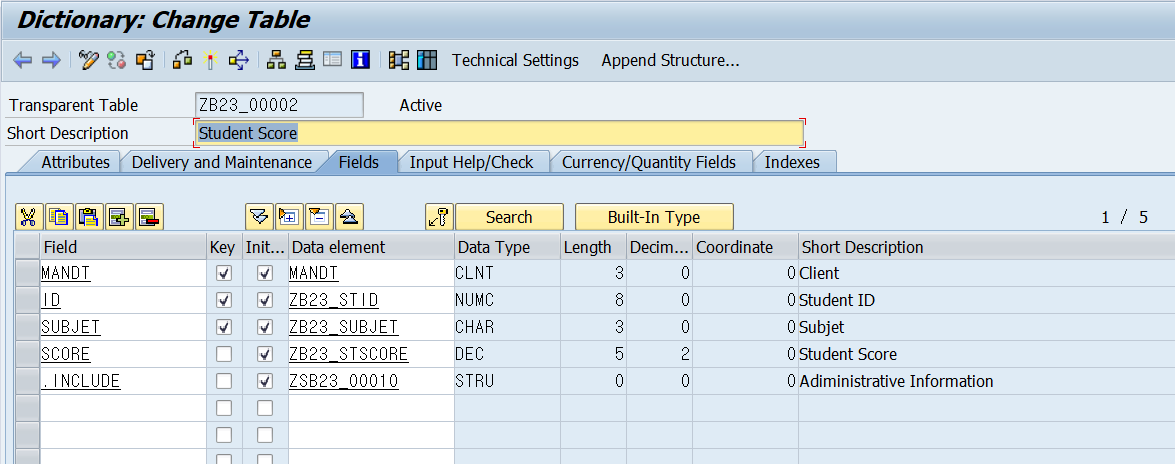 Dictionary: Change Table
Technical Settings Append Structure...
Transparent Table ZB23_00002 Active
Short Description Student Score
Attributes Delivery and Maintenance Fields Input Help/Check Currency/Quantity Fields Indexes
Search Built-In Type 1 / 5
Field Key Init... Data element Data Type Length Decim... Coordinate Short Description
MANDT MANDT CLNT 3 0 0 Client
ID ZB23_STID NUMC 8 0 0 Student ID
SUBJET ZB23_SUBJET CHAR 3 0 0 Subjet
SCORE ZB23_STSCORE DEC 5 2 0 Student Score
.INCLUDE ZSB23_00010 STRU 0 0 0 Adiministrative Information